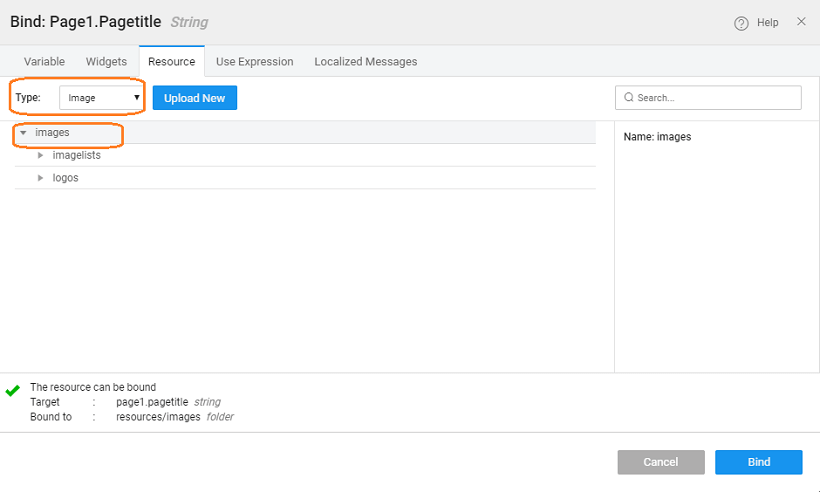 Bind: Page1.Pagetitle String
Help
Variable Widgets Resource Use Expression Localized Messages
Type: Image Upload New Search...
images
Name: images
imagelists
logos
The resource can be bound
Target : page1.pagetitle string
Bound to : resources/images folder
Cancel Bind